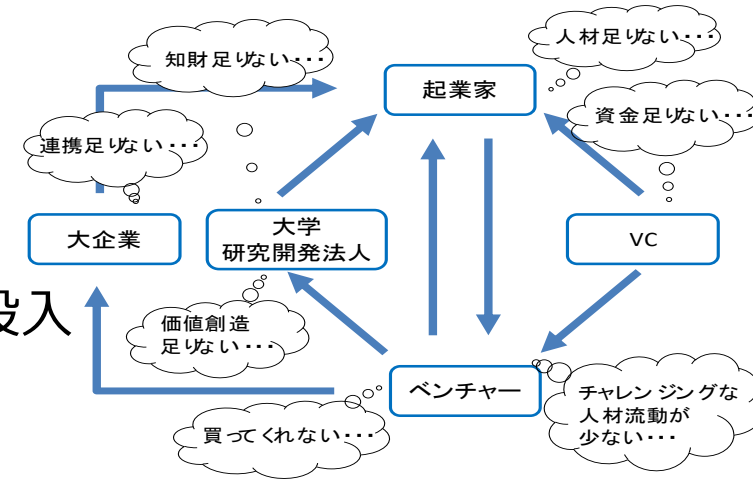 人材足りない・・・
知財足りない・・・
起業家
資金足りない・・・
連携足りない・・・
大企業
大学
研究開発法人
VC
投入
価値創造
足りない・・・
ベンチャー
チャレンジングな
人材流動が
少ない・・・
買ってくれない・・・